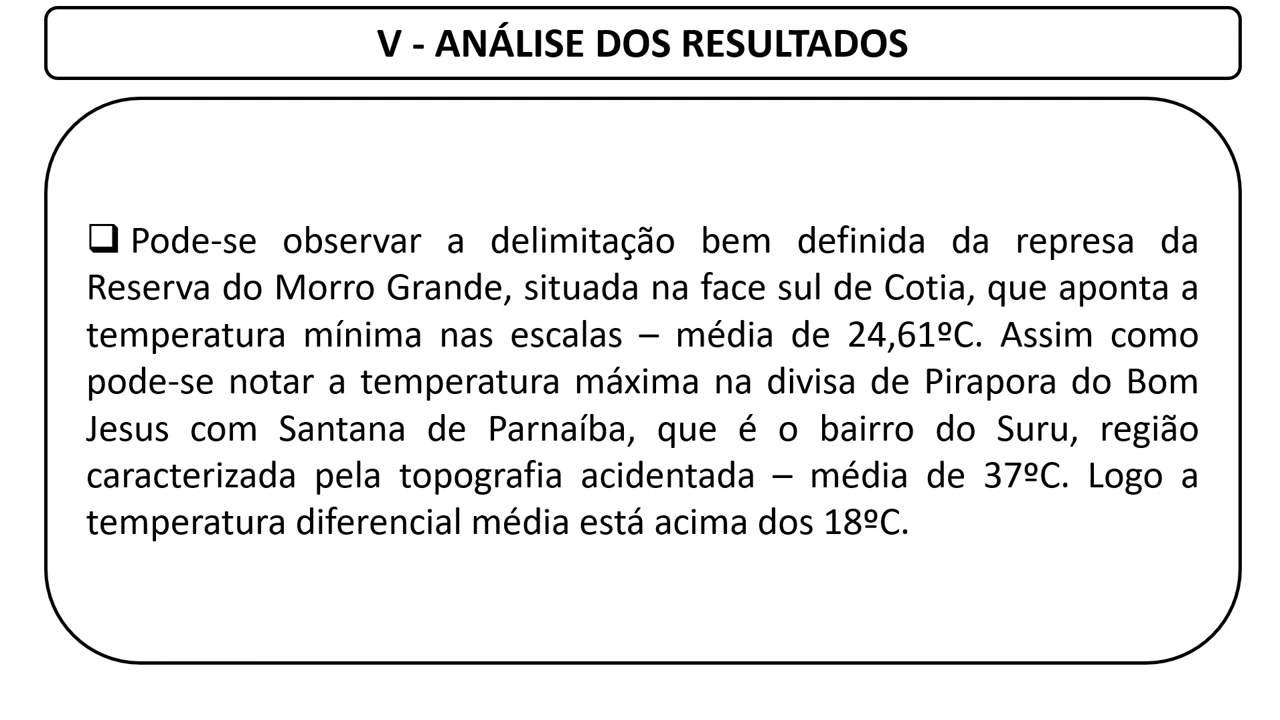 V - ANÁLISE DOS RESULTADOS
❑ Pode-se observar a delimitação bem definida da represa da
Reserva do Morro Grande, situada na face sul de Cotia, que aponta a
temperatura mínima nas escalas – média de 24,61ºC. Assim como
pode-se notar a temperatura máxima na divisa de Pirapora do Bom
Jesus com Santana de Parnaíba, que é o bairro do Suru, região
caracterizada pela topografia acidentada – média de 37ºC. Logo a
temperatura diferencial média está acima dos 18ºC.